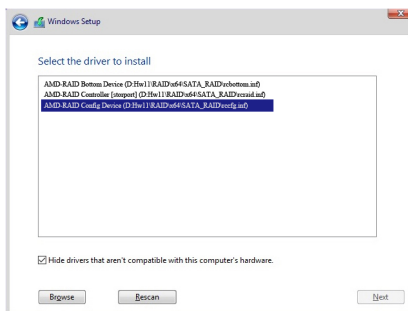 Windows Setup
Select the driver to install
AMD-RAID Bottom Device (D:Hw11\RAID\x64\SATA_RAID\rcbottom.inf)
AMD-RAID Controller [storport] (D:Hw11\RAID\x64\SATA_RAID\rcraid.inf)
AMD-RAID Config Device (D:Hw11\RAID\x64\SATA_RAID\rccfg.inf)
Hide drivers that aren't compatible with this computer's hardware.
Browse
Rescan
Next